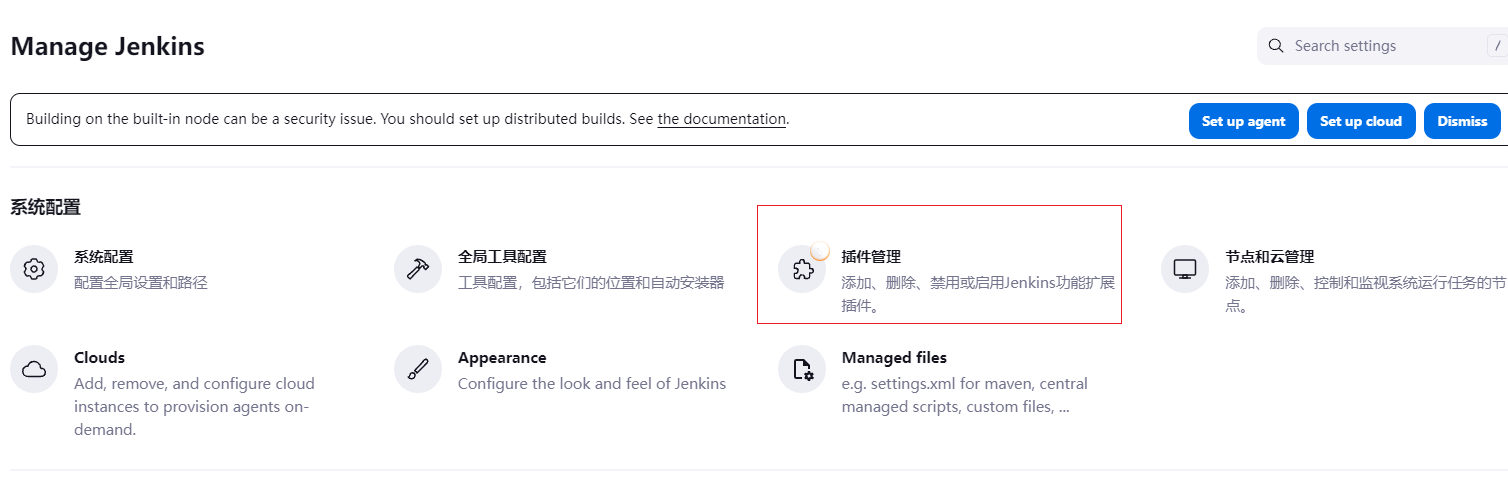 Manage Jenkins
Search settings
/
Building on the built-in node can be a security issue. You should set up distributed builds. See the documentation.
Set up agent
Set up cloud
Dismiss
系统配置
系统配置
配置全局设置和路径
全局工具配置
工具配置，包括它们的位置和自动安装器
插件管理
添加、删除、禁用或启用Jenkins功能扩展
插件。
节点和云管理
添加、删除、控制和监视系统运行任务的节
点。
Clouds
Add, remove, and configure cloud
instances to provision agents on-
demand.
Appearance
Configure the look and feel of Jenkins
Managed files
e.g. settings.xml for maven, central
managed scripts, custom files, ...